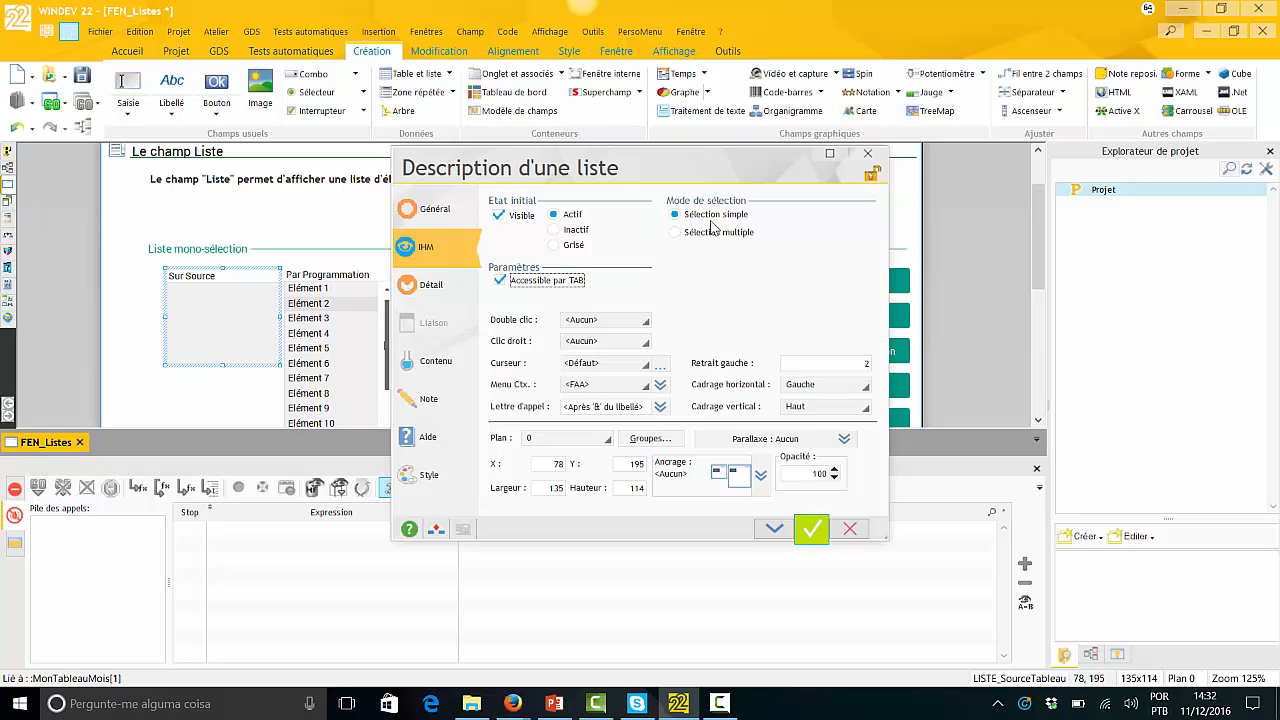 WINDEV 22 - [FEN_Listes *]
64
Fichier Edition Projet Atelier GDS Tests automatiques Insertion Fenêtres Champ Code Affichage Outils PersoMenu Fenêtre ?
Accueil Projet GDS Tests automatiques Création Modification Alignement Style Fenêtre Affichage Outils
Saisie
Abc
Libellé
Ok
Bouton
Image
Combo
Sélecteur
Interrupteur
Champs usuels
Table et liste
Zone répétée
Arbre
Données
Onglet et associés
Tableau de bord
Modèle de champs
Fenêtre interne
Superchamp
Conteneurs
Temps
Graphe
Traitement de texte
Vidéo et capture
Code-barres
Organigramme
Spin
Notation
Carte
Potentiomètre
Jauge
TreeMap
Champs graphiques
Fil entre 2 champs
Séparateur
Ascenseur
Ajuster
Note reposi.
HTML
Active X
Forme
XAML
Carrousel
Cube
.Net
OLE
Autres champs
Le champ Liste
Le champ "Liste" permet d'afficher une liste d'él
Liste mono-sélection
Sur Source
Par Programmation
Elément 1
Elément 2
Elément 3
Elément 4
Elément 5
Elément 6
Elément 7
Elément 8
Elément 9
Elément 10
Description d'une liste
Général
IHM
Détail
Liaison
Contenu
Note
Aide
Style
Etat initial
Visible
Actif
Inactif
Grisé
Mode de sélection
Sélection simple
Sélection multiple
Paramètres
Accessible par TAB
Double clic : <Aucun>
Clic droit : <Aucun>
Curseur : <Défaut> ...
Retrait gauche : 2
Menu Ctx. : <FAA>
Cadrage horizontal : Gauche
Lettre d'appel : <Après '&' du libellé>
Cadrage vertical : Haut
Plan : 0
Groupes...
Parallaxe : Aucun
X : 78 Y : 195
Largeur : 135 Hauteur : 114
Ancrage :
<Aucun>
Opacité :
100
Explorateur de projet
Projet
Créer
Editer
FEN_Listes
Pile des appels:
Stop
Expression
A=B
Lié à ::MonTableauMois[1]
LISTE_SourceTableau 78, 195 135x114 Plan 0 Zoom 125%
Pergunte-me alguma coisa
POR
PTB
14:32
11/12/2016